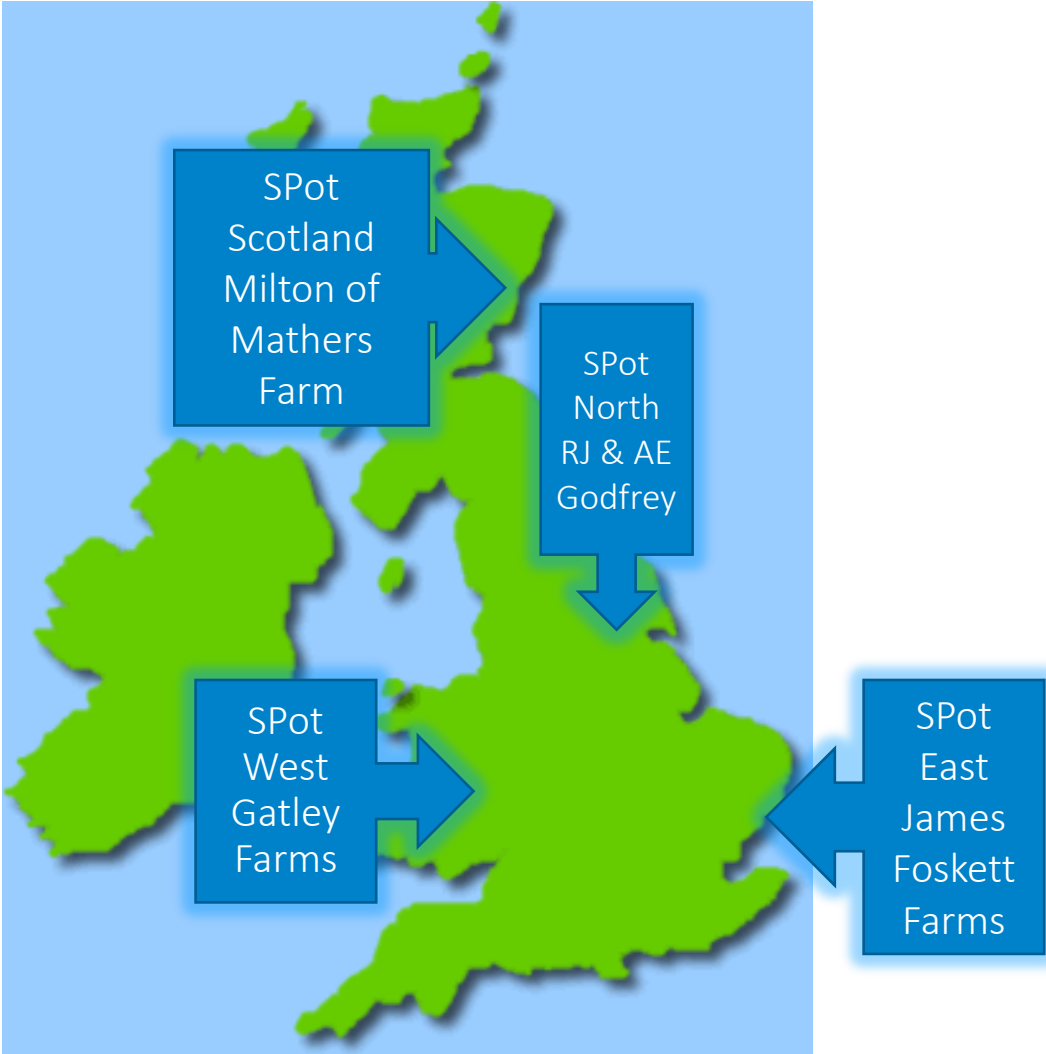 SPot
Scotland
Milton of
Mathers
Farm
SPot
North
RJ & AE
Godfrey
SPot
West
Gatley
Farms
SPot
East
James
Foskett
Farms